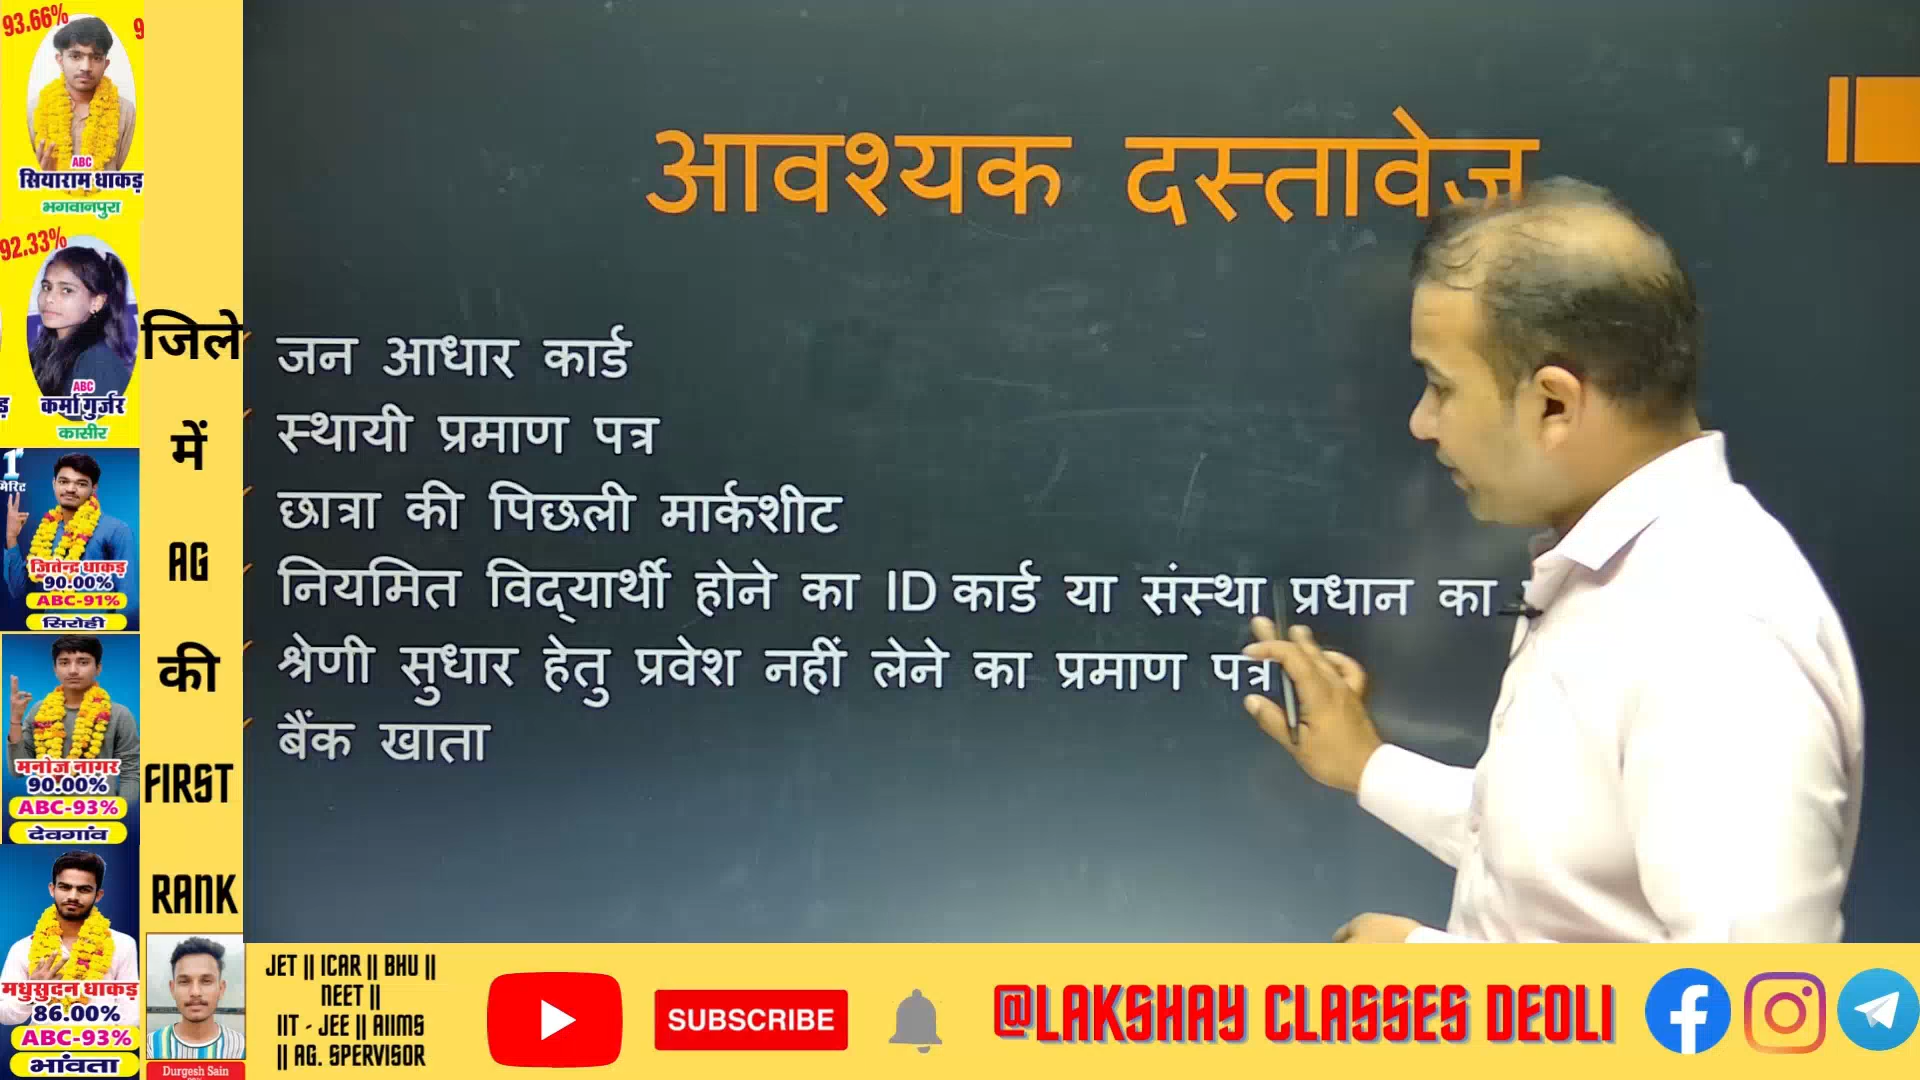 93.66%
ABC
सियाराम धाकड़
भगवानपुरा
92.33%
ABC
कर्मा गुर्जर
कासीर
1
मेरिट
जितेन्द्र धाकड़
90.00%
ABC-91%
सिरोही
मनोज नागर
90.00%
ABC-93%
देवगांव
मधुसुदन धाकड़
86.00%
ABC-93%
भांवता
जिले
में
AG
की
FIRST
RANK
Durgesh Sain
आवश्यक दस्तावेज
जन आधार कार्ड
स्थायी प्रमाण पत्र
छात्रा की पिछली मार्कशीट
नियमित विद्यार्थी होने का ID कार्ड या संस्था प्रधान का
श्रेणी सुधार हेतु प्रवेश नहीं लेने का प्रमाण पत्र
बैंक खाता
JET || ICAR || BHU ||
NEET ||
IIT - JEE || AIIMS
|| AG. SPERVISOR
SUBSCRIBE
@LAKSHAY CLASSES DEOLI